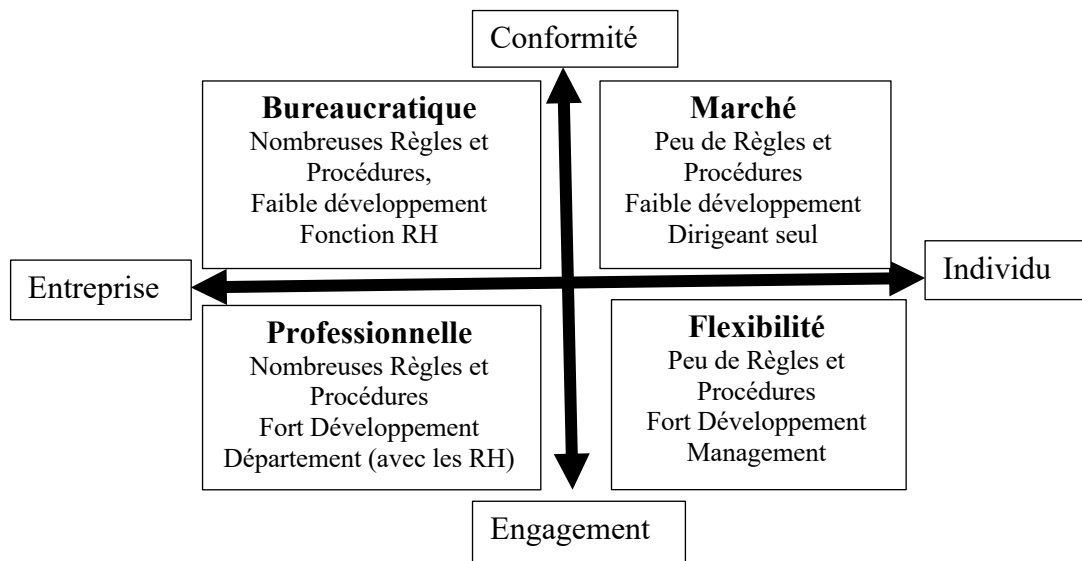 Conformité
Bureaucratique
Nombreuses Règles et
Procédures,
Faible développement
Fonction RH
Marché
Peu de Règles et
Procédures
Faible développement
Dirigeant seul
Entreprise
Individu
Professionnelle
Nombreuses Règles et
Procédures
Fort Développement
Département (avec les RH)
Flexibilité
Peu de Règles et
Procédures
Fort Développement
Management
Engagement